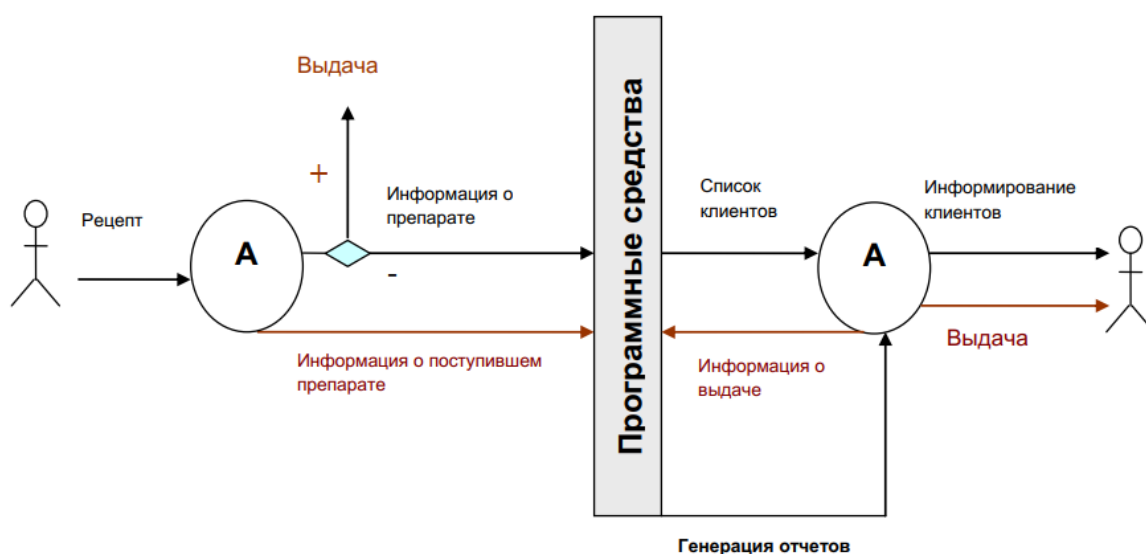 Выдача
+
Информация о
препарате
Рецепт
А
-
Информация о поступившем
препарате
Программные средства
Список
клиентов
А
Информирование
клиентов
Выдача
Информация о
выдаче
Генерация отчетов